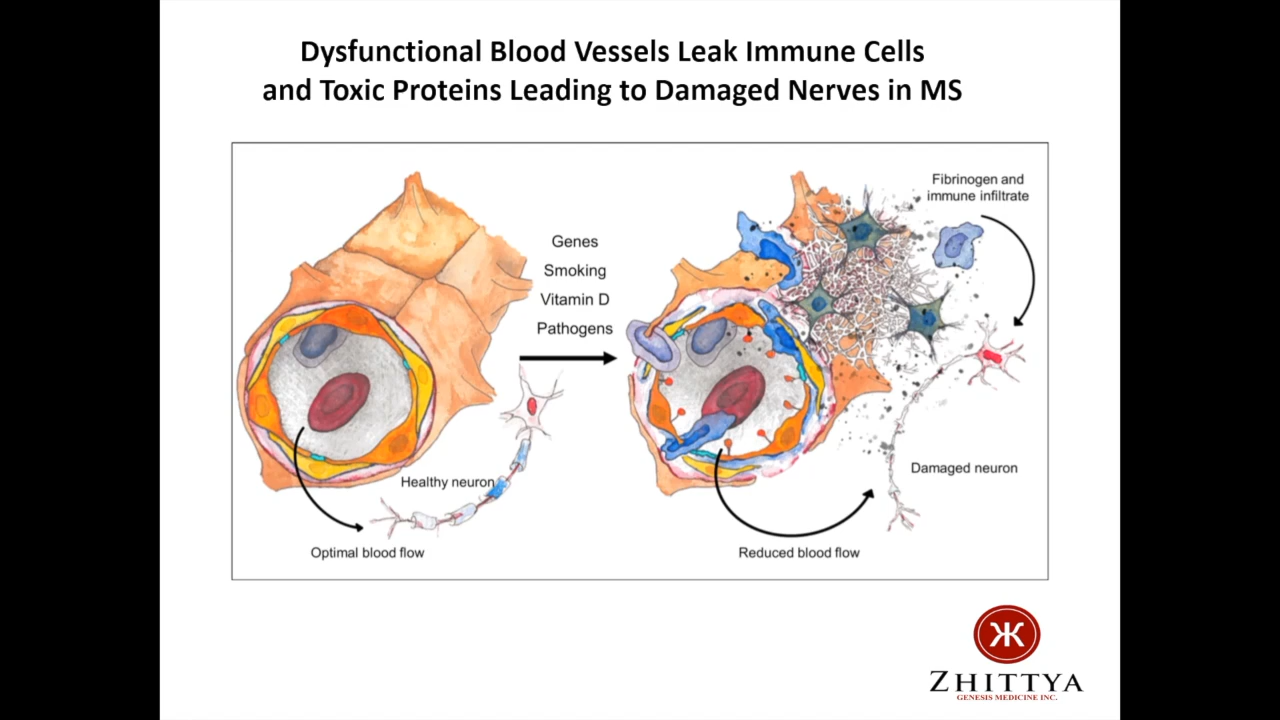 Dysfunctional Blood Vessels Leak Immune Cells
and Toxic Proteins Leading to Damaged Nerves in MS
Fibrinogen and
immune infiltrate
Genes
Smoking
Vitamin D
Pathogens
Healthy neuron
Damaged neuron
Optimal blood flow
Reduced blood flow
ZHITTYA
GENESIS MEDICINE INC.